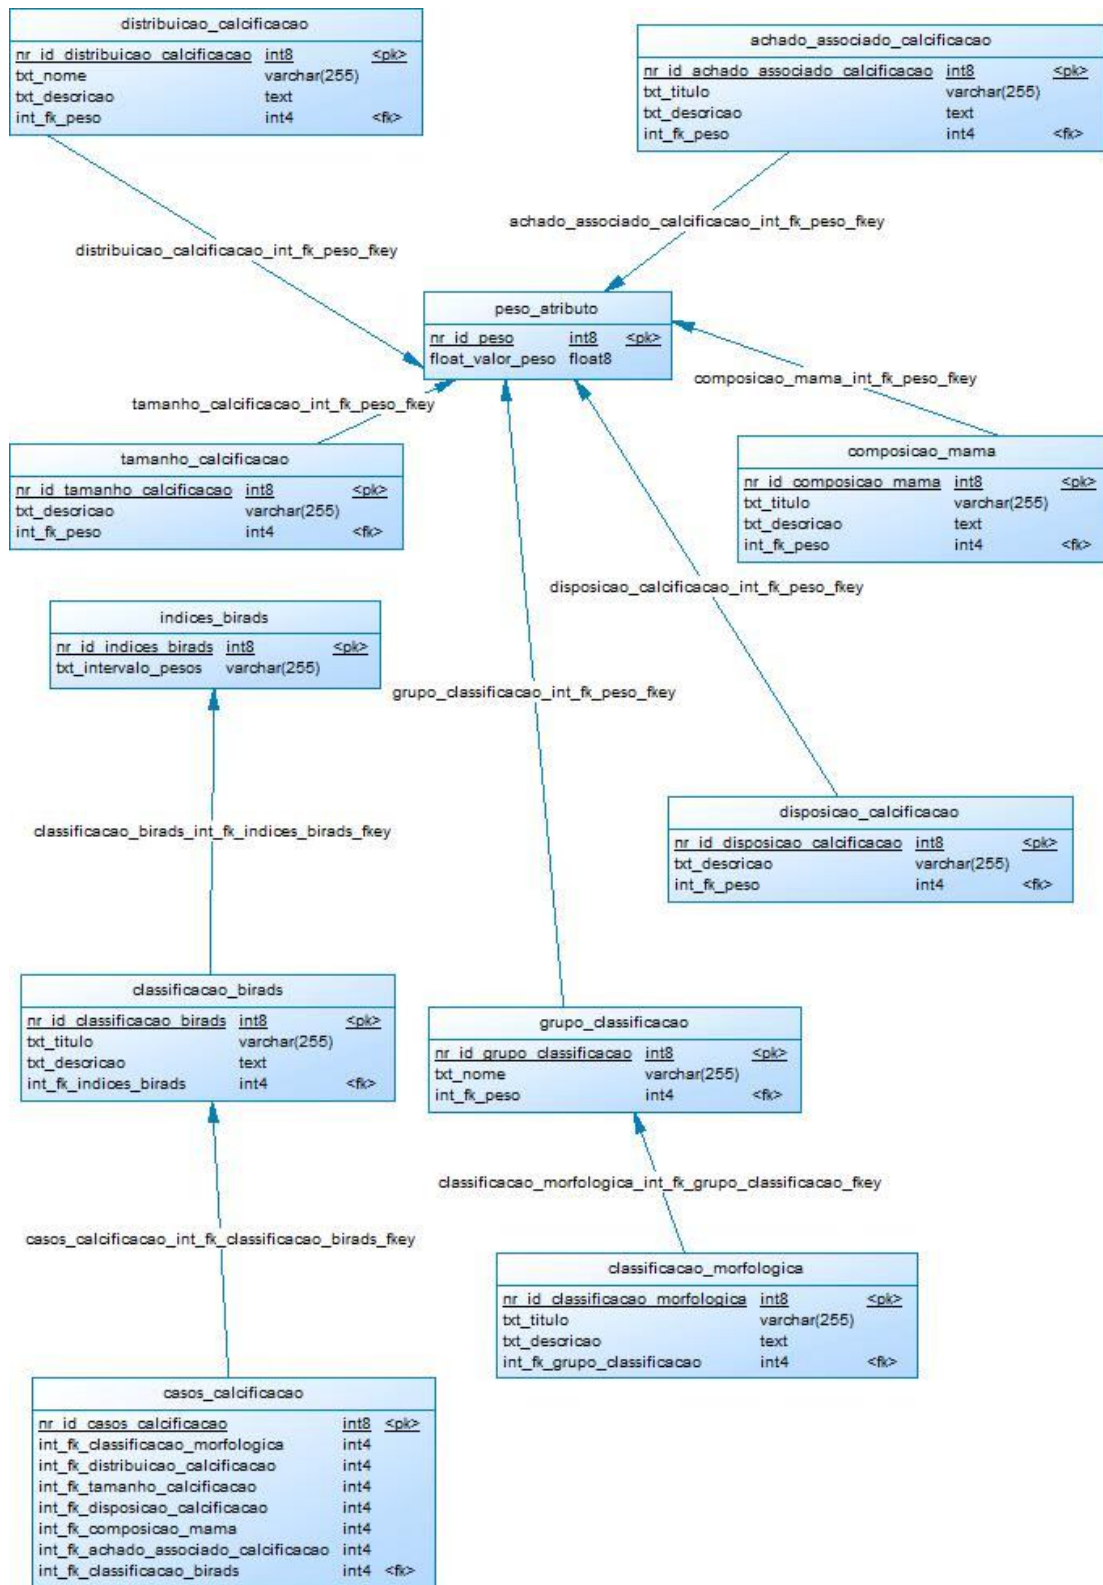 distribuicao_calcificacao
nr_id_distribuicao_calcificacao int8 <pk>
txt_nome varchar(255)
txt_descricao text
int_fk_peso int4 <fk>
achado_associado_calcificacao
nr_id_achado_associado_calcificacao int8 <pk>
txt_titulo varchar(255)
txt_descricao text
int_fk_peso int4 <fk>
achado_associado_calcificacao_int_fk_peso_fkey
distribuicao_calcificacao_int_fk_peso_fkey
peso_atributo
nr_id_peso int8 <pk>
float_valor_peso float8
composicao_mama_int_fk_peso_fkey
tamanho_calcificacao_int_fk_peso_fkey
tamanho_calcificacao
nr_id_tamanho_calcificacao int8 <pk>
txt_descricao varchar(255)
int_fk_peso int4 <fk>
composicao_mama
nr_id_composicao_mama int8 <pk>
txt_titulo varchar(255)
txt_descricao text
int_fk_peso int4 <fk>
disposicao_calcificacao_int_fk_peso_fkey
indices_birads
nr_id_indices_birads int8 <pk>
txt_intervalo_pesos varchar(255)
grupo_classificacao_int_fk_peso_fkey
classificacao_birads_int_fk_indices_birads_fkey
disposicao_calcificacao
nr_id_disposicao_calcificacao int8 <pk>
txt_descricao varchar(255)
int_fk_peso int4 <fk>
classificacao_birads
nr_id_classificacao_birads int8 <pk>
txt_titulo varchar(255)
txt_descricao text
int_fk_indices_birads int4 <fk>
grupo_classificacao
nr_id_grupo_classificacao int8 <pk>
txt_nome varchar(255)
int_fk_peso int4 <fk>
classificacao_morfologica_int_fk_grupo_classificacao_fkey
casos_calcificacao_int_fk_classificacao_birads_fkey
classificacao_morfologica
nr_id_classificacao_morfologica int8 <pk>
txt_titulo varchar(255)
txt_descricao text
int_fk_grupo_classificacao int4 <fk>
casos_calcificacao
nr_id_casos_calcificacao int8 <pk>
int_fk_classificacao_morfologica int4
int_fk_distribuicao_calcificacao int4
int_fk_tamanho_calcificacao int4
int_fk_disposicao_calcificacao int4
int_fk_composicao_mama int4
int_fk_achado_associado_calcificacao int4
int_fk_classificacao_birads int4 <fk>